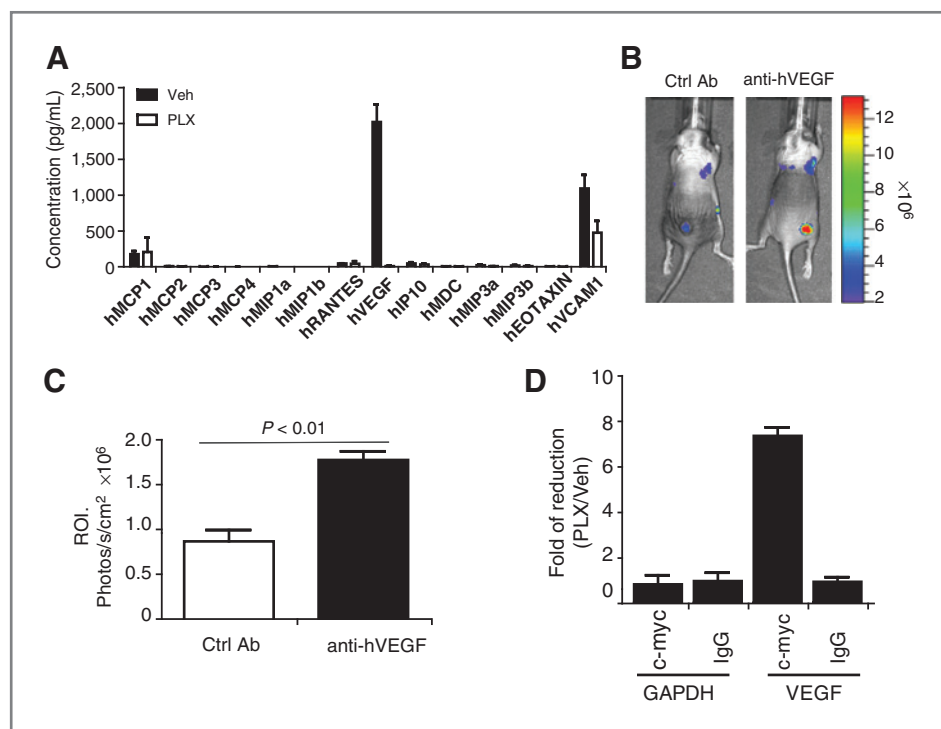 A
Concentration (pg/mL)
2,500
2,000
1,500
1,000
500
0
Veh
PLX
hMCP1
hMCP2
hMCP3
hMCP4
hMIP1a
hMIP1b
hRANTES
hVEGF
hIP10
hMDC
hMIP3a
hMIP3b
hEOTAXIN
hVCAM1
B
Ctrl Ab anti-hVEGF
12
10
8
6
4
2
×10⁶
C
P < 0.01
ROI.
Photos/s/cm² ×10⁶
2.0
1.5
1.0
0.5
0
Ctrl Ab anti-hVEGF
D
Fold of reduction
(PLX/Veh)
10
8
6
4
2
0
c-myc IgG c-myc IgG
GAPDH VEGF